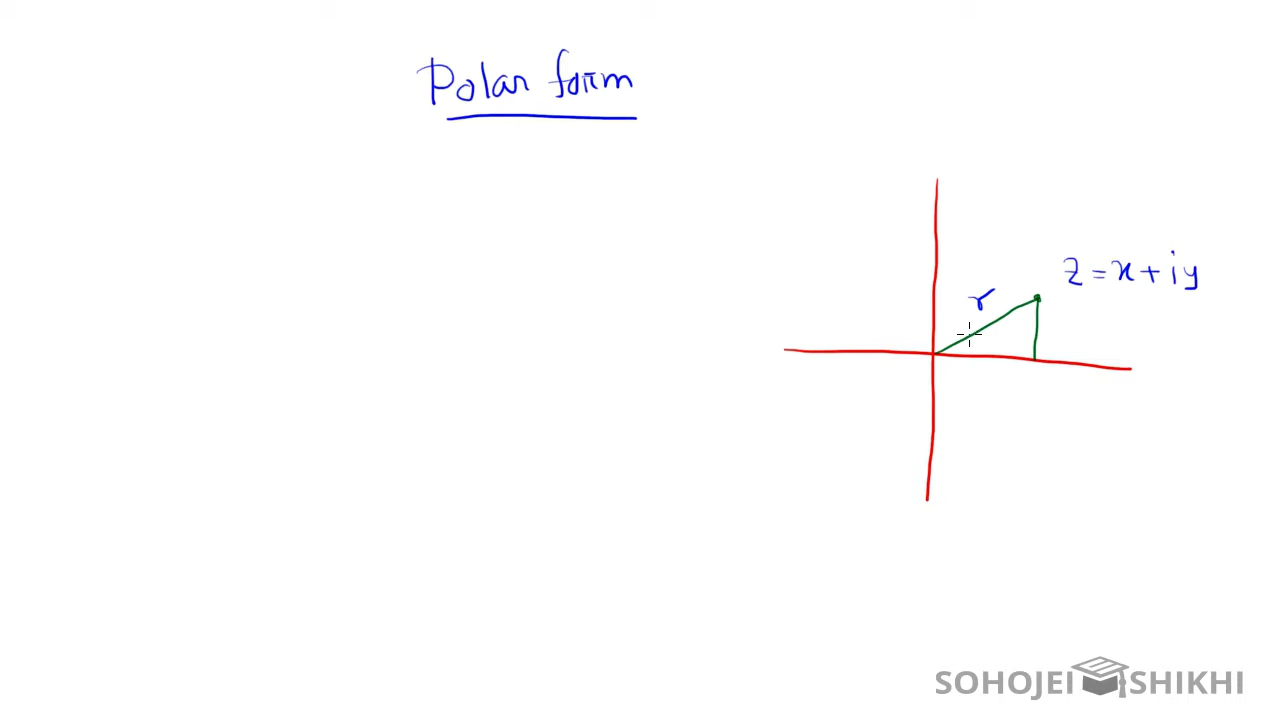 Polar form
z = x + iy
r
SOHOJEI SHIKHI